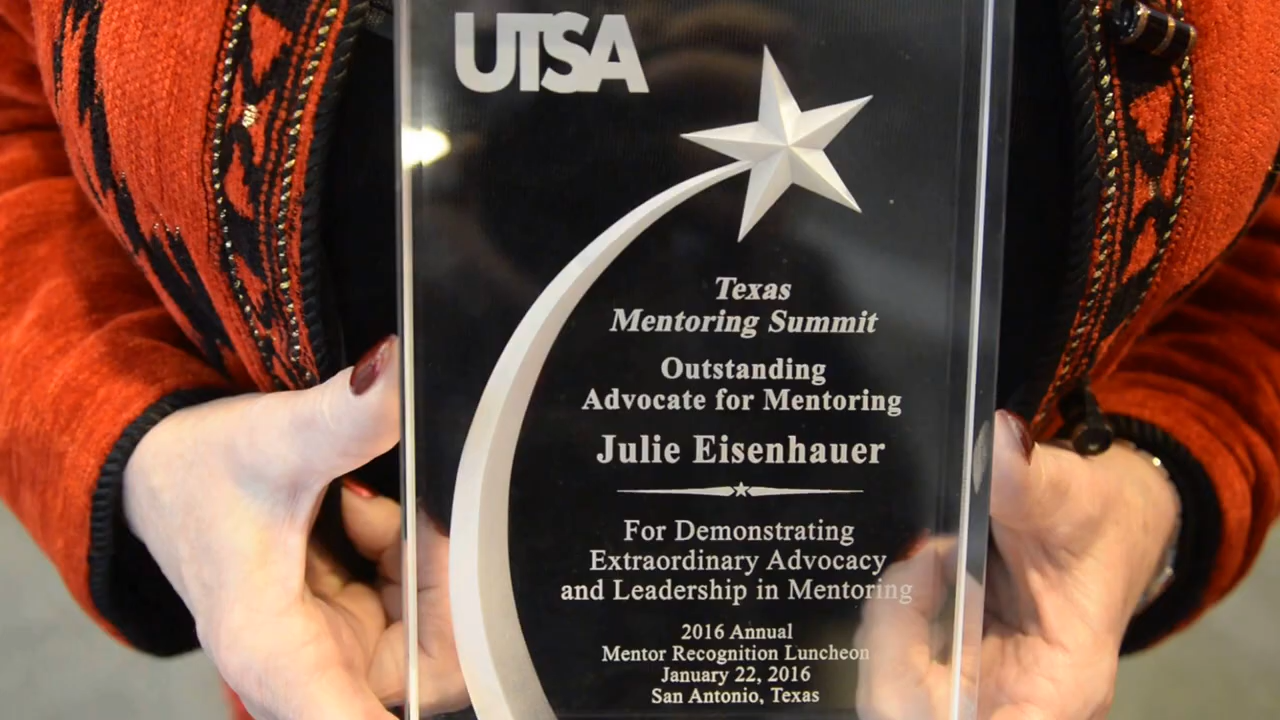 UTSA
Texas
Mentoring Summit
Outstanding
Advocate for Mentoring
Julie Eisenhauer
For Demonstrating
Extraordinary Advocacy
and Leadership in Mentoring
2016 Annual
Mentor Recognition Luncheon
January 22, 2016
San Antonio, Texas